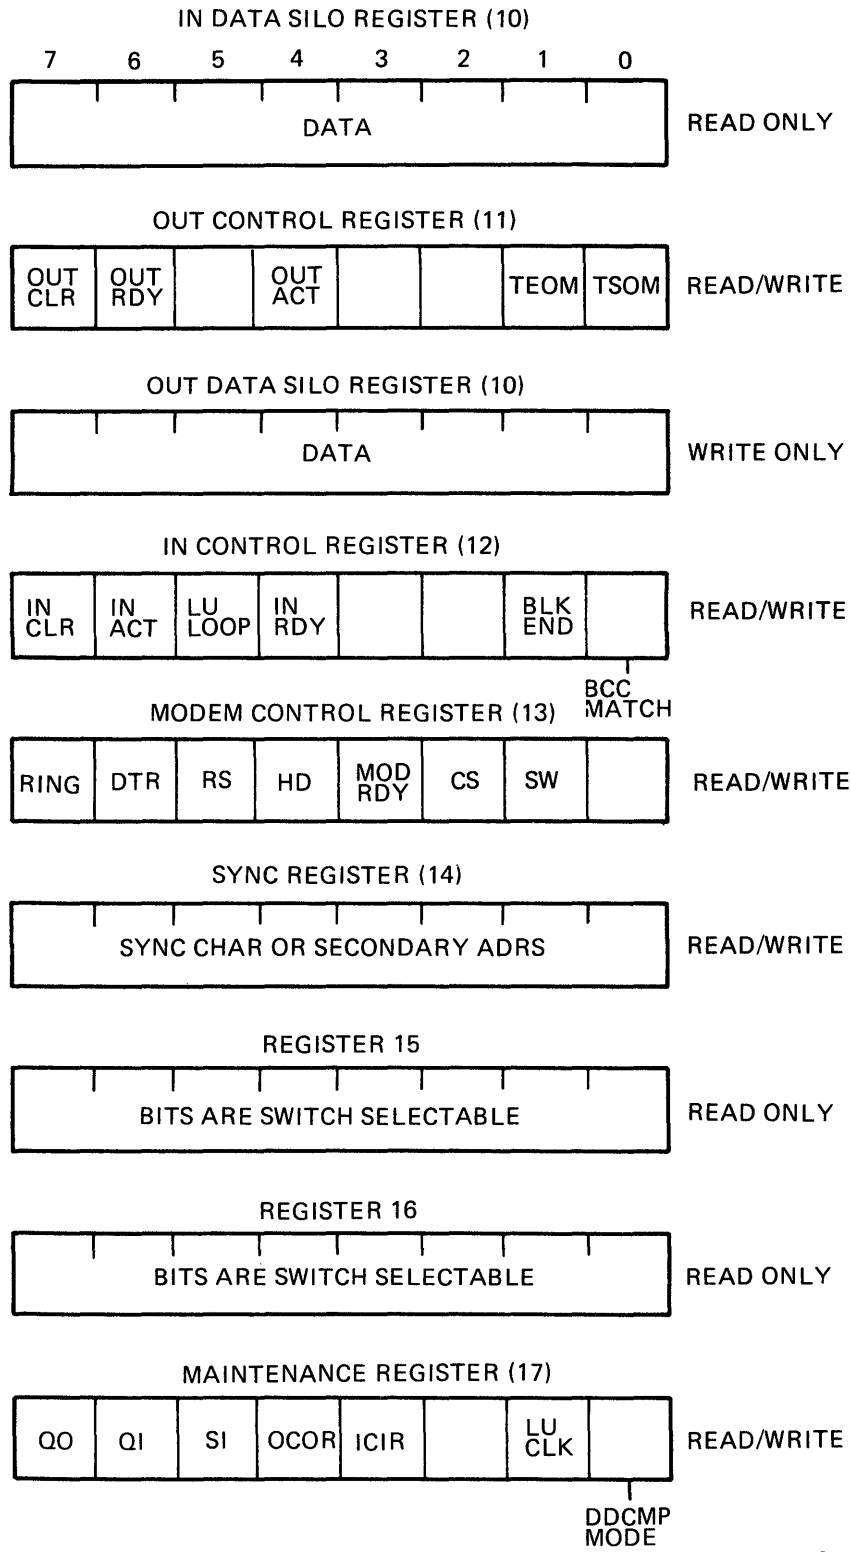 IN DATA SILO REGISTER (10)
7 6 5 4 3 2 1 0
DATA
READ ONLY
OUT CONTROL REGISTER (11)
OUT CLR
OUT RDY
OUT ACT
TEOM
TSOM
READ/WRITE
OUT DATA SILO REGISTER (10)
DATA
WRITE ONLY
IN CONTROL REGISTER (12)
IN CLR
IN ACT
LU LOOP
IN RDY
BLK END
READ/WRITE
BCC MATCH
MODEM CONTROL REGISTER (13)
RING
DTR
RS
HD
MOD RDY
CS
SW
READ/WRITE
SYNC REGISTER (14)
SYNC CHAR OR SECONDARY ADRS
READ/WRITE
REGISTER 15
BITS ARE SWITCH SELECTABLE
READ ONLY
REGISTER 16
BITS ARE SWITCH SELECTABLE
READ ONLY
MAINTENANCE REGISTER (17)
QO
QI
SI
OCOR
ICIR
LU CLK
READ/WRITE
DDCMP MODE